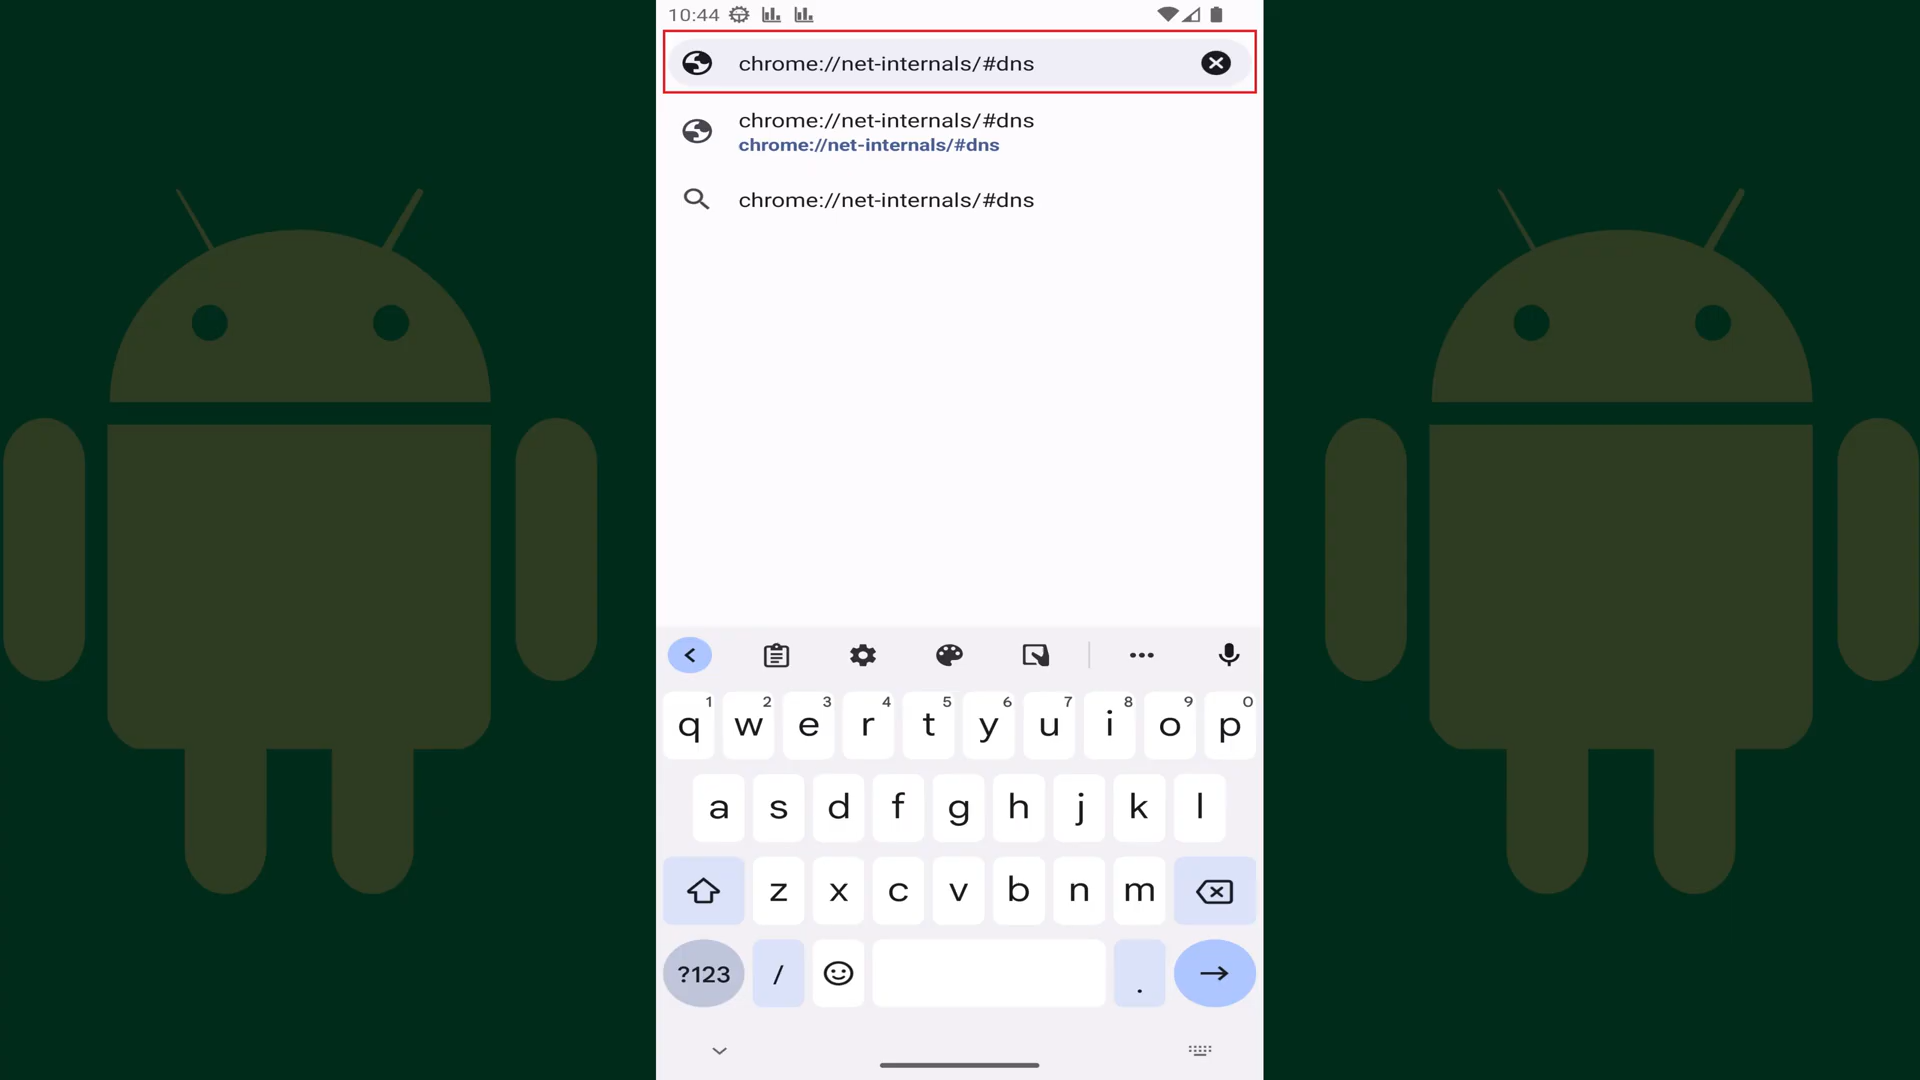 10:44
chrome://net-internals/#dns
chrome://net-internals/#dns
chrome://net-internals/#dns
chrome://net-internals/#dns
1 2 3 4 5 6 7 8 9 0
q w e r t y u i o p
a s d f g h j k l
z x c v b n m
?123 / .